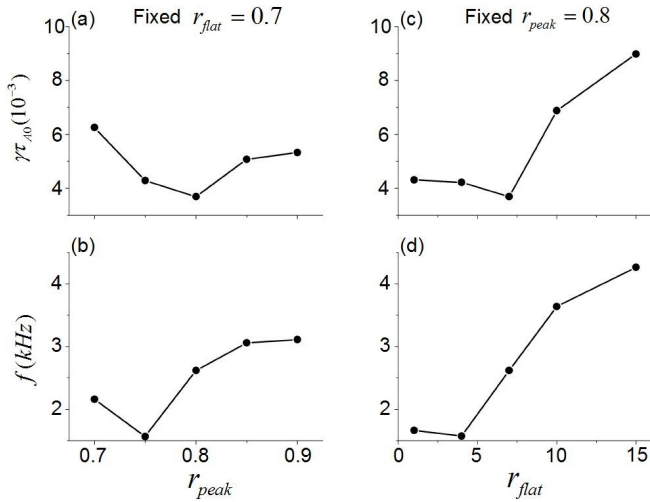 (a) Fixed r_flat = 0.7
10
8
6
4
γτ_A0 (10⁻³)
(c) Fixed r_peak = 0.8
10
8
6
4
(b)
4
3
2
f (kHz)
0.7 0.8 0.9
r_peak
(d)
4
3
2
0 5 10 15
r_flat